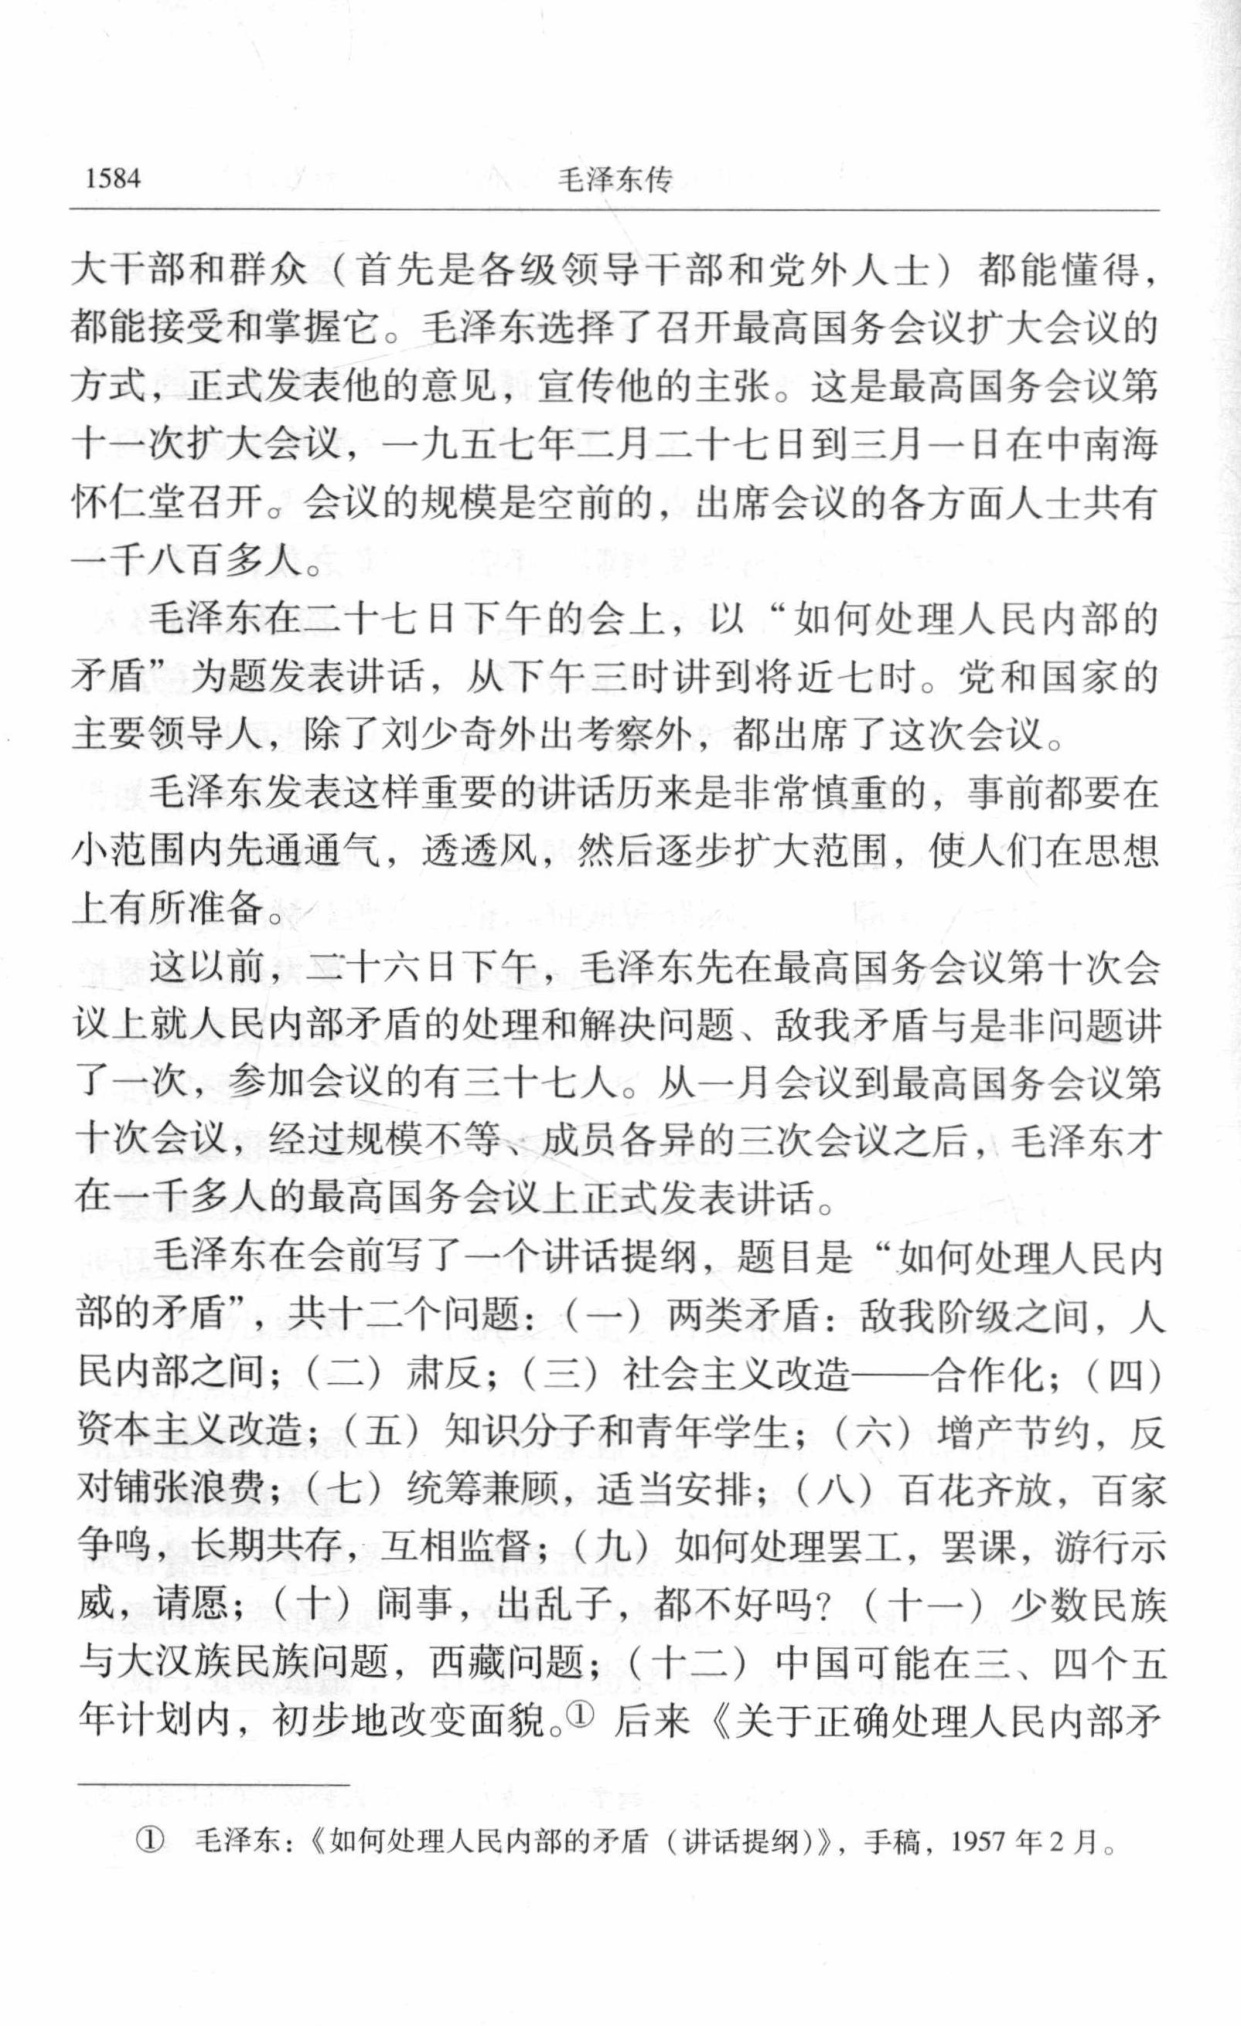 1584 毛泽东传
大干部和群众（首先是各级领导干部和党外人士）都能懂得，
都能接受和掌握它。毛泽东选择了召开最高国务会议扩大会议的
方式，正式发表他的意见，宣传他的主张。这是最高国务会议第
十一次扩大会议，一九五七年二月二十七日到三月一日在中南海
怀仁堂召开。会议的规模是空前的，出席会议的各方面人士共有
一千八百多人。
毛泽东在二十七日下午的会上，以“如何处理人民内部的
矛盾”为题发表讲话，从下午三时讲到将近七时。党和国家的
主要领导人，除了刘少奇外出考察外，都出席了这次会议。
毛泽东发表这样重要的讲话历来是非常慎重的，事前都要在
小范围内先通通气，透透风，然后逐步扩大范围，使人们在思想
上有所准备。
这以前，二十六日下午，毛泽东先在最高国务会议第十次会
议上就人民内部矛盾的处理和解决问题、敌我矛盾与是非问题讲
了一次，参加会议的有三十七人。从一月会议到最高国务会议第
十次会议，经过规模不等、成员各异的三次会议之后，毛泽东才
在一千多人的最高国务会议上正式发表讲话。
毛泽东在会前写了一个讲话提纲，题目是“如何处理人民内
部的矛盾”，共十二个问题：（一）两类矛盾：敌我阶级之间，人
民内部之间；（二）肃反；（三）社会主义改造——合作化；（四）
资本主义改造；（五）知识分子和青年学生；（六）增产节约，反
对铺张浪费；（七）统筹兼顾，适当安排；（八）百花齐放，百家
争鸣，长期共存，互相监督；（九）如何处理罢工，罢课，游行示
威，请愿；（十）闹事，出乱子，都不好吗？（十一）少数民族
与大汉族民族问题，西藏问题；（十二）中国可能在三、四个五
年计划内，初步地改变面貌。① 后来《关于正确处理人民内部矛
① 毛泽东：《如何处理人民内部的矛盾（讲话提纲）》，手稿，1957 年 2 月。